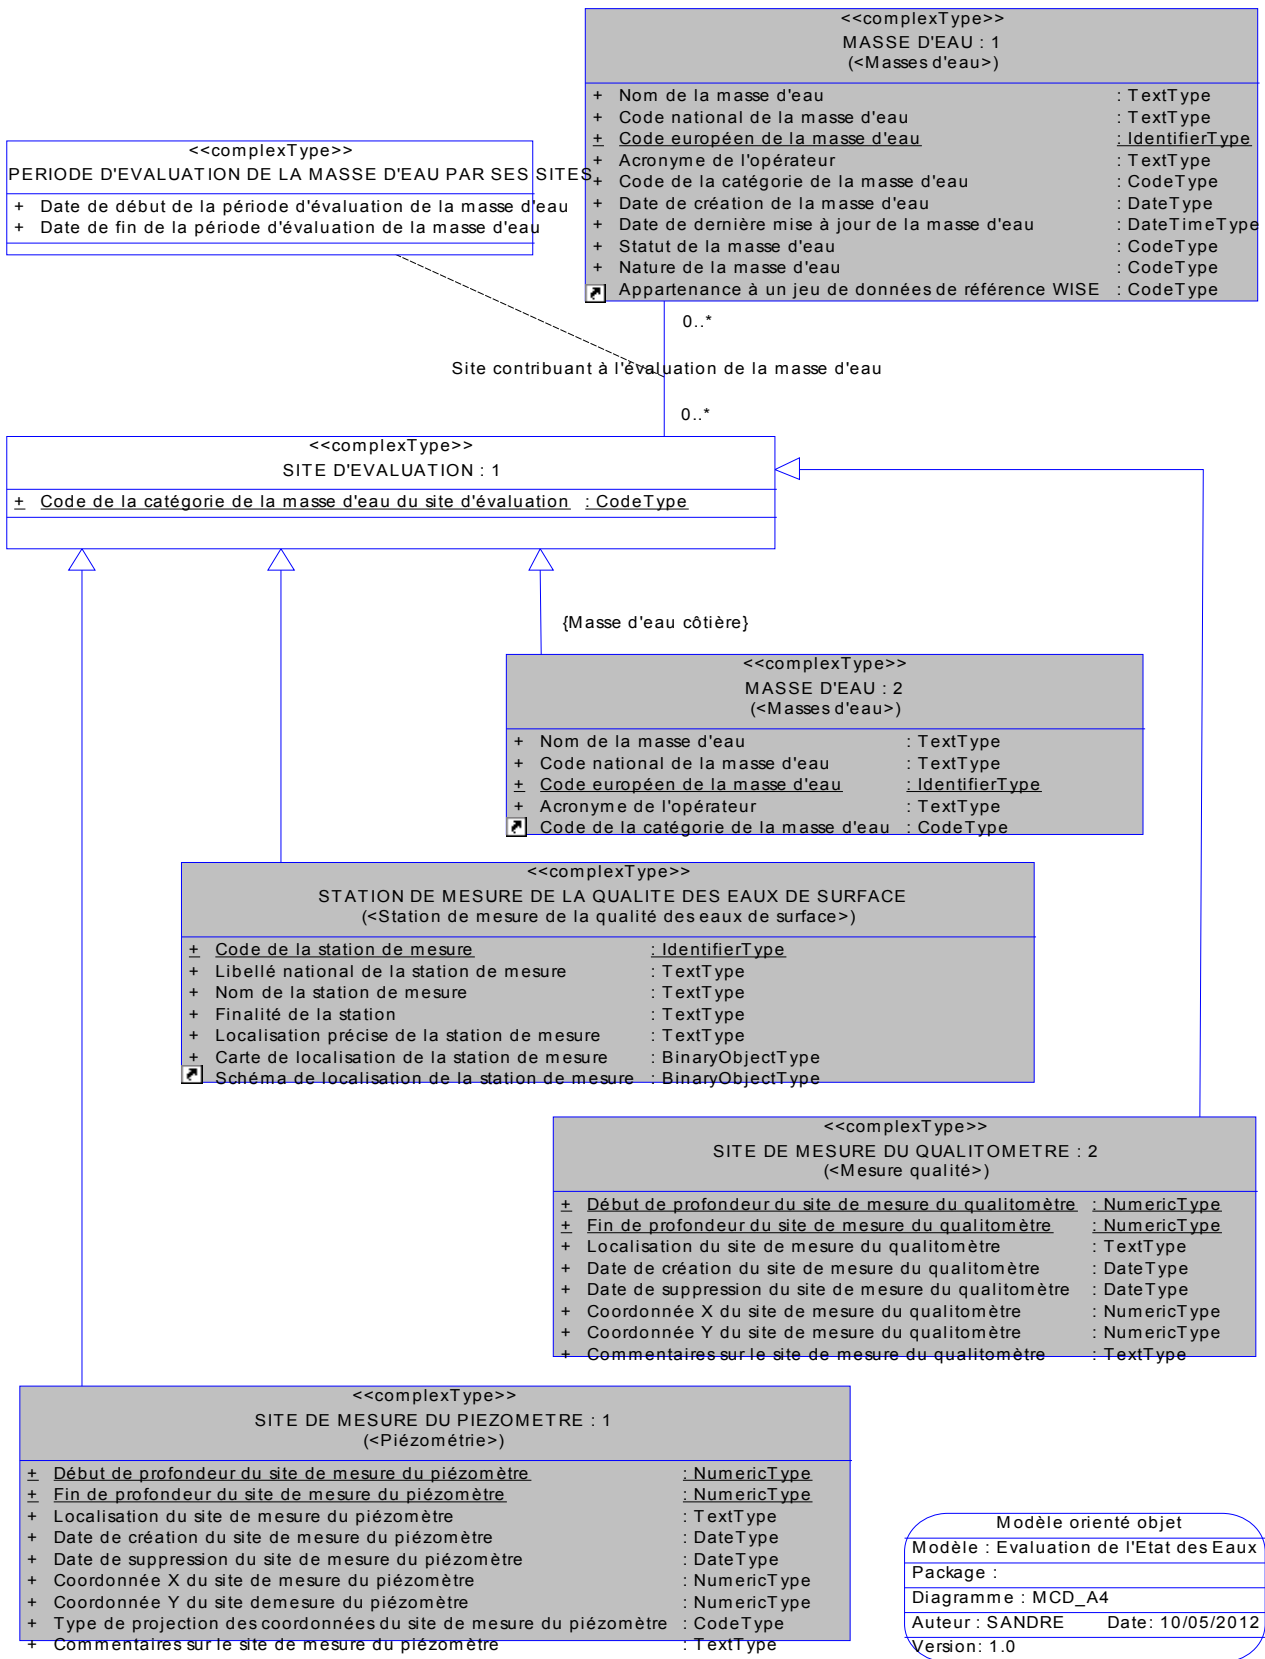 <<complexType>>
MASSE D'EAU : 1
(<Masses d'eau>)
+ Nom de la masse d'eau : TextType
+ Code national de la masse d'eau : TextType
+ Code européen de la masse d'eau : IdentifierType
+ Acronyme de l'opérateur : TextType
+ Code de la catégorie de la masse d'eau : CodeType
+ Date de création de la masse d'eau : DateType
+ Date de dernière mise à jour de la masse d'eau : DateTimeType
+ Statut de la masse d'eau : CodeType
+ Nature de la masse d'eau : CodeType
Appartenance à un jeu de données de référence WISE : CodeType
<<complexType>>
PERIODE D'EVALUATION DE LA MASSE D'EAU PAR SES SITES
+ Date de début de la période d'évaluation de la masse d'eau
+ Date de fin de la période d'évaluation de la masse d'eau
0..*
Site contribuant à l'évaluation de la masse d'eau
0..*
<<complexType>>
SITE D'EVALUATION : 1
+ Code de la catégorie de la masse d'eau du site d'évaluation : CodeType
{Masse d'eau côtière}
<<complexType>>
MASSE D'EAU : 2
(<Masses d'eau>)
+ Nom de la masse d'eau : TextType
+ Code national de la masse d'eau : TextType
+ Code européen de la masse d'eau : IdentifierType
+ Acronyme de l'opérateur : TextType
Code de la catégorie de la masse d'eau : CodeType
<<complexType>>
STATION DE MESURE DE LA QUALITE DES EAUX DE SURFACE
(<Station de mesure de la qualité des eaux de surface>)
+ Code de la station de mesure : IdentifierType
+ Libellé national de la station de mesure : TextType
+ Nom de la station de mesure : TextType
+ Finalité de la station : TextType
+ Localisation précise de la station de mesure : TextType
+ Carte de localisation de la station de mesure : BinaryObjectType
Schéma de localisation de la station de mesure : BinaryObjectType
<<complexType>>
SITE DE MESURE DU QUALITOMETRE : 2
(<Mesure qualité>)
+ Début de profondeur du site de mesure du qualitomètre : NumericType
+ Fin de profondeur du site de mesure du qualitomètre : NumericType
+ Localisation du site de mesure du qualitomètre : TextType
+ Date de création du site de mesure du qualitomètre : DateType
+ Date de suppression du site de mesure du qualitomètre : DateType
+ Coordonnée X du site de mesure du qualitomètre : NumericType
+ Coordonnée Y du site de mesure du qualitomètre : NumericType
+ Commentaires sur le site de mesure du qualitomètre : TextType
<<complexType>>
SITE DE MESURE DU PIEZOMETRE : 1
(<Piézométrie>)
+ Début de profondeur du site de mesure du piézomètre : NumericType
+ Fin de profondeur du site de mesure du piézomètre : NumericType
+ Localisation du site de mesure du piézomètre : TextType
+ Date de création du site de mesure du piézomètre : DateType
+ Date de suppression du site de mesure du piézomètre : DateType
+ Coordonnée X du site de mesure du piézomètre : NumericType
+ Coordonnée Y du site demesure du piézomètre : NumericType
+ Type de projection des coordonnées du site de mesure du piézomètre : CodeType
+ Commentaires sur le site de mesure du piézomètre : TextType
Modèle orienté objet
Modèle : Evaluation de l'Etat des Eaux
Package :
Diagramme : MCD_A4
Auteur : SANDRE Date: 10/05/2012
Version: 1.0